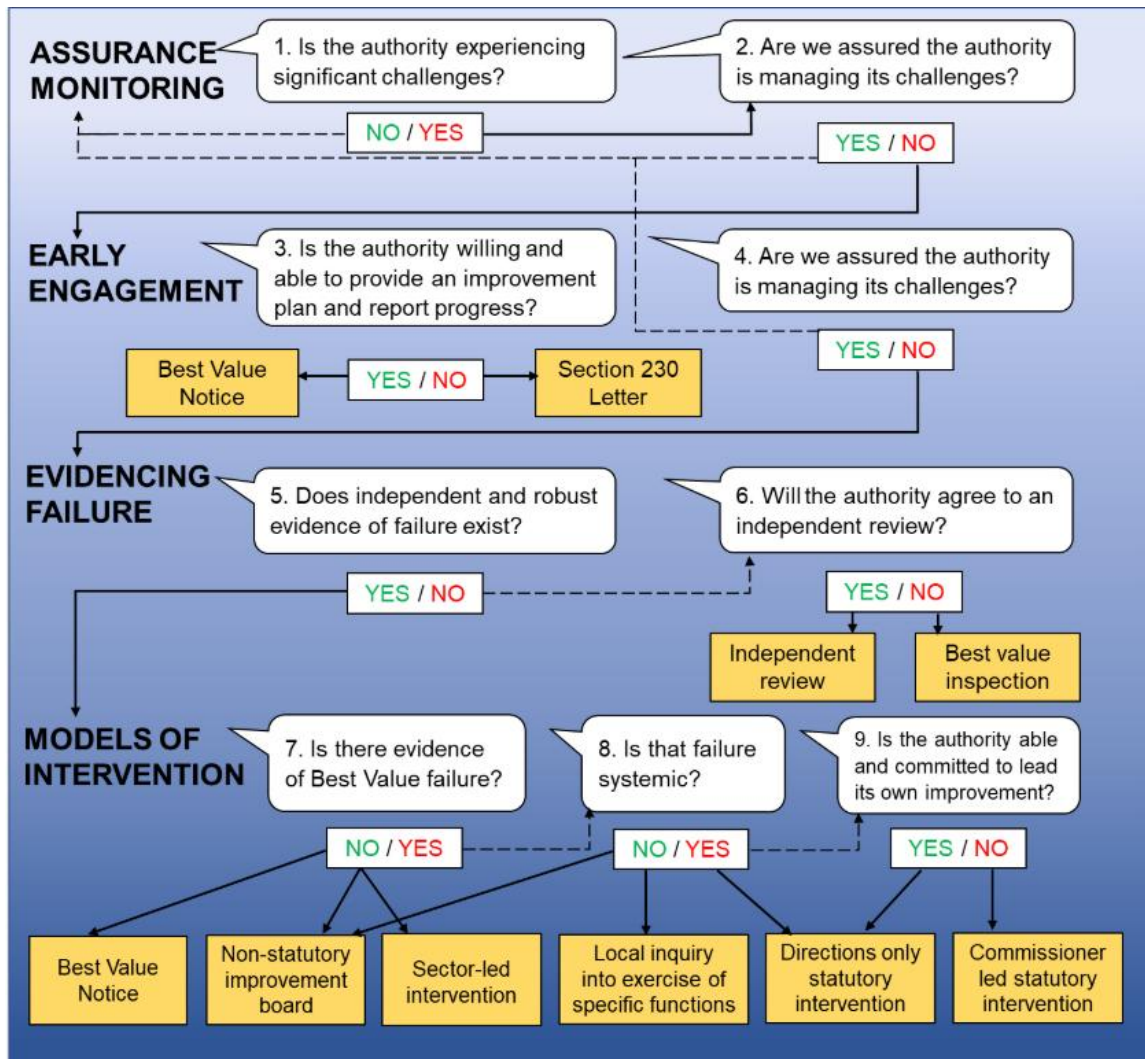 ASSURANCE
MONITORING
1. Is the authority experiencing
significant challenges?
2. Are we assured the authority
is managing its challenges?
NO / YES
YES / NO
EARLY
ENGAGEMENT
3. Is the authority willing and
able to provide an improvement
plan and report progress?
4. Are we assured the authority
is managing its challenges?
YES / NO
Best Value
Notice
YES / NO
Section 230
Letter
EVIDENCING
FAILURE
5. Does independent and robust
evidence of failure exist?
6. Will the authority agree to an
independent review?
YES / NO
YES / NO
Independent
review
Best value
inspection
MODELS OF
INTERVENTION
7. Is there evidence
of Best Value failure?
8. Is that failure
systemic?
9. Is the authority able
and committed to lead
its own improvement?
NO / YES
NO / YES
YES / NO
Best Value
Notice
Non-statutory
improvement
board
Sector-led
intervention
Local inquiry
into exercise of
specific functions
Directions only
statutory
intervention
Commissioner
led statutory
intervention